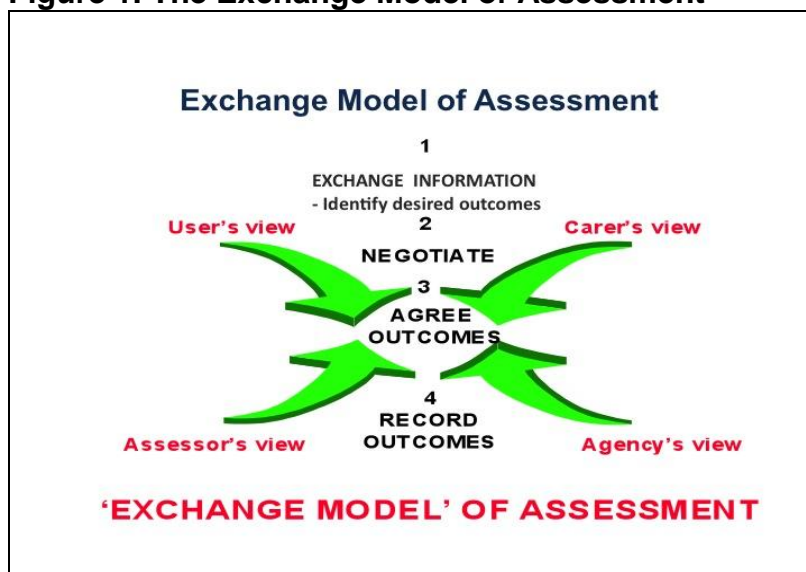 Figure 1: The Exchange Model of Assessment
Exchange Model of Assessment
1
EXCHANGE INFORMATION
- Identify desired outcomes
User's view
2
Carer's view
NEGOTIATE
3
AGREE
OUTCOMES
4
RECORD
OUTCOMES
Assessor's view
Agency's view
‘EXCHANGE MODEL’ OF ASSESSMENT